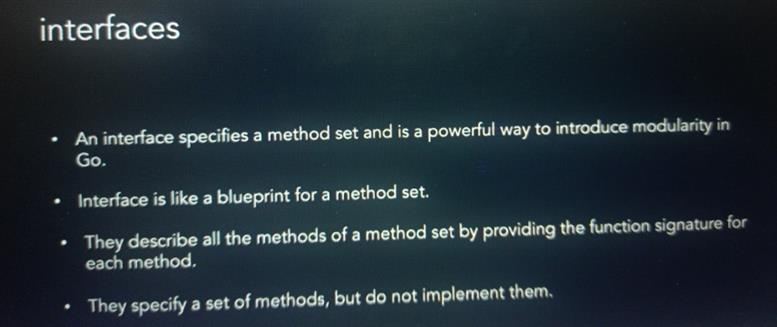 interfaces
• An interface specifies a method set and is a powerful way to introduce modularity in
Go.
• Interface is like a blueprint for a method set.
• They describe all the methods of a method set by providing the function signature for
each method.
• They specify a set of methods, but do not implement them.